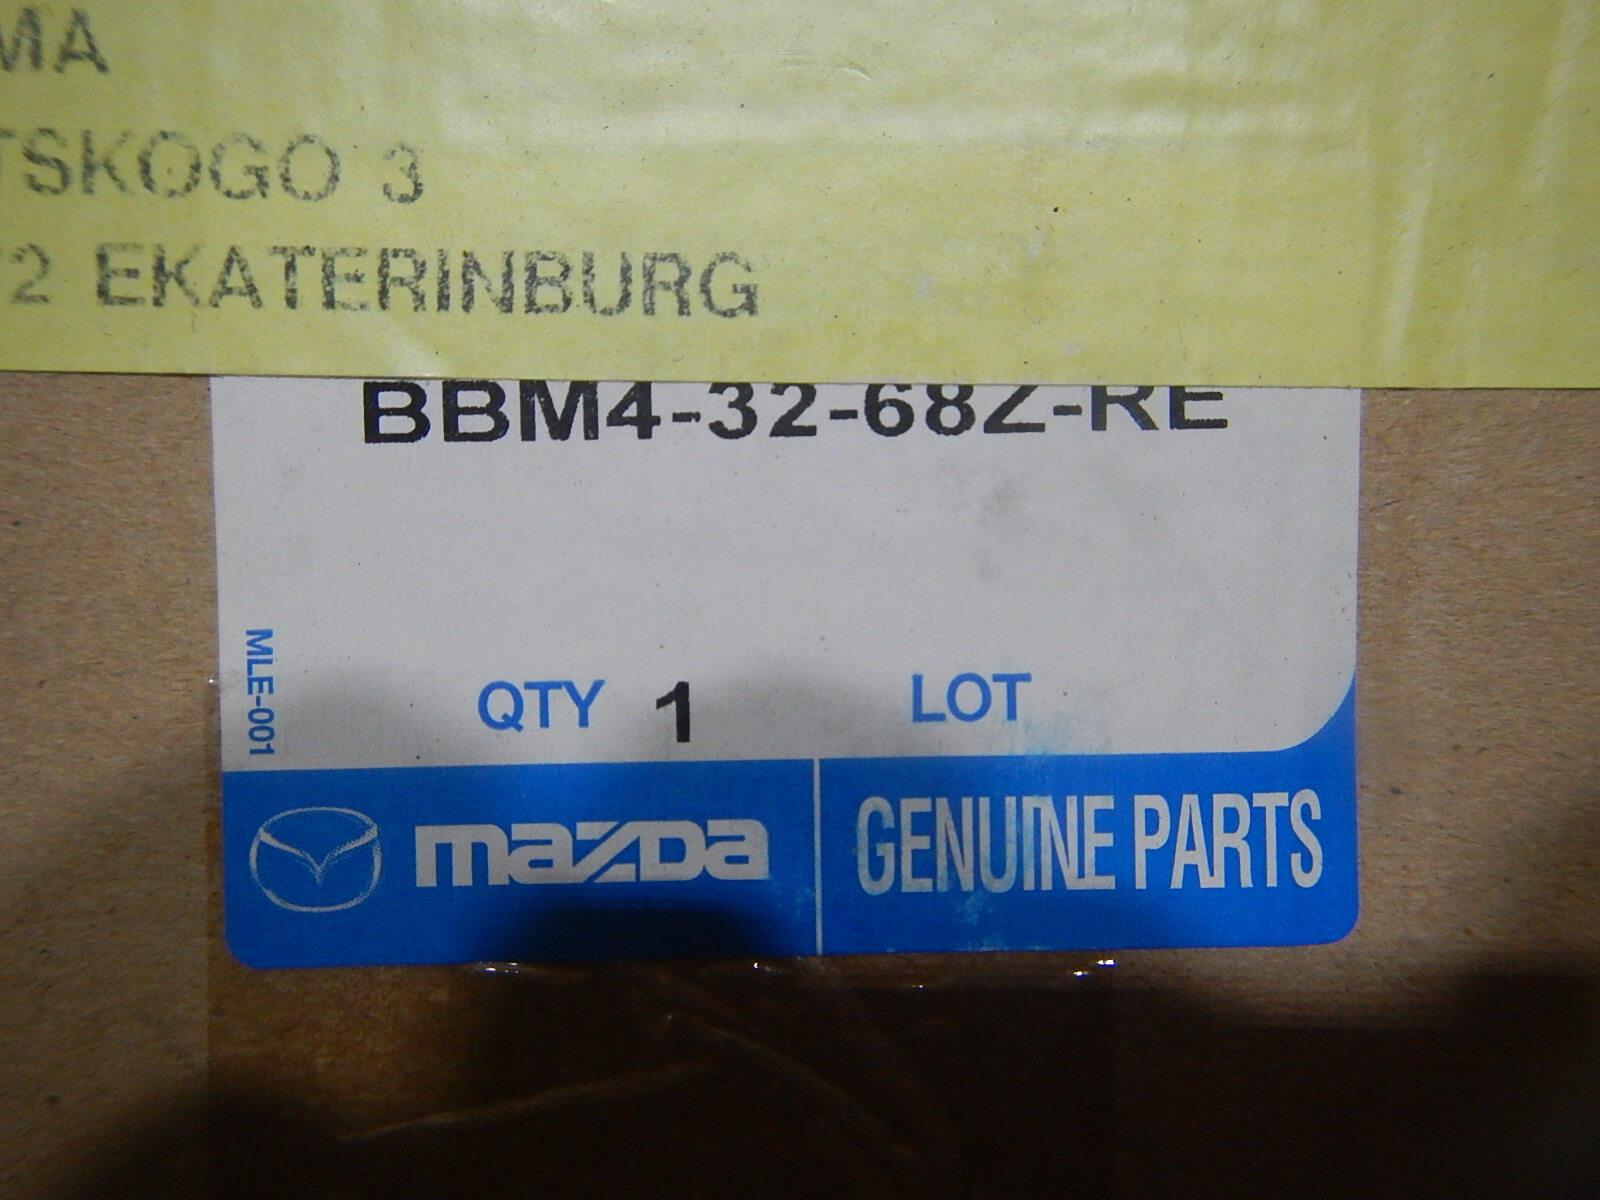 MA
TSKOGO 3
2 EKATERINBURG
BBM4-32-68Z-RE
MLE-001
QTY 1 LOT
mazda GENUINE PARTS